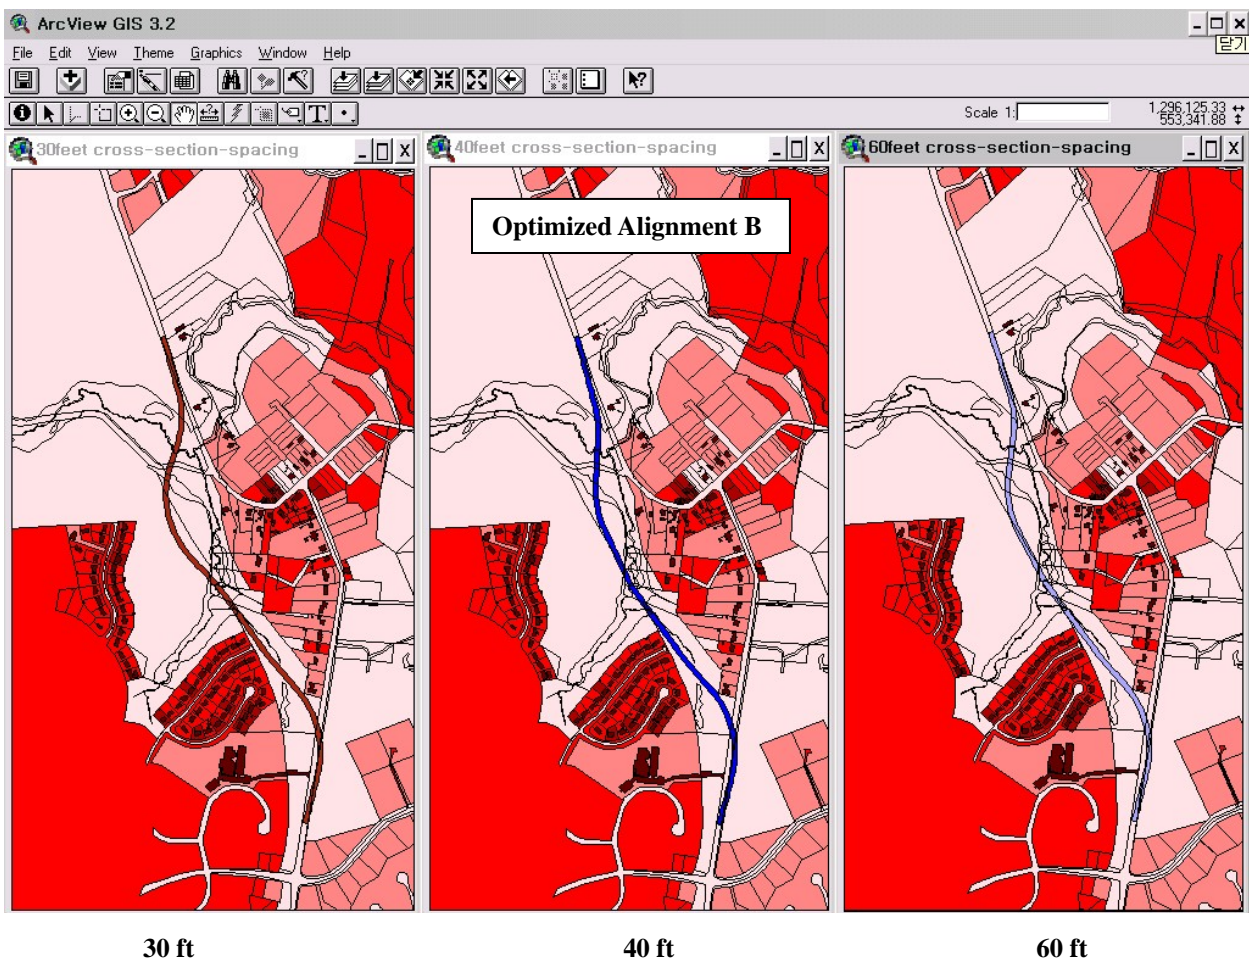 ArcView GIS 3.2
닫기
File Edit View Theme Graphics Window Help
Scale 1:
1,296,125.33
553,341.88
30feet cross-section-spacing
40feet cross-section-spacing
60feet cross-section-spacing
Optimized Alignment B
30 ft
40 ft
60 ft